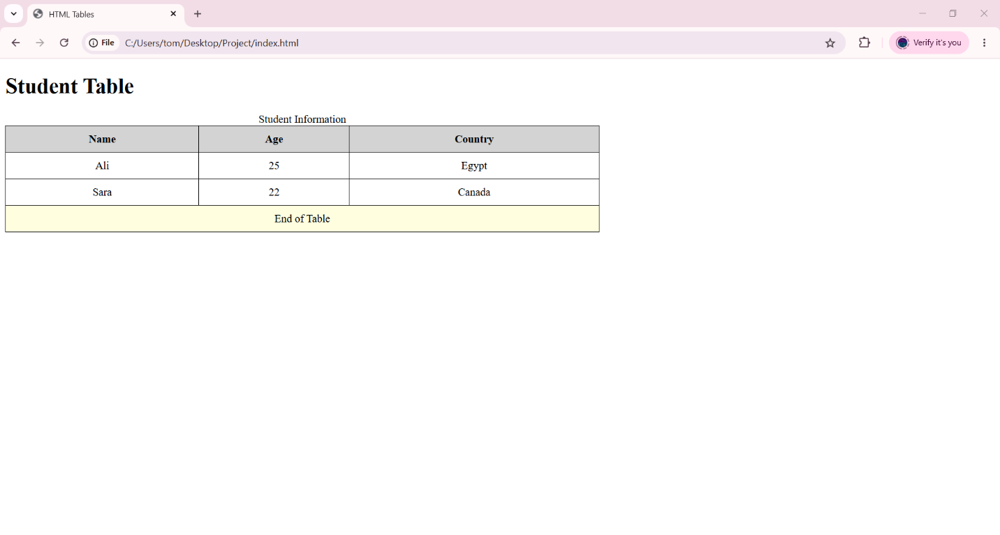 HTML Tables
File C:/Users/tom/Desktop/Project/index.html Verify it's you
Student Table
Student Information
Name Age Country
Ali 25 Egypt
Sara 22 Canada
End of Table